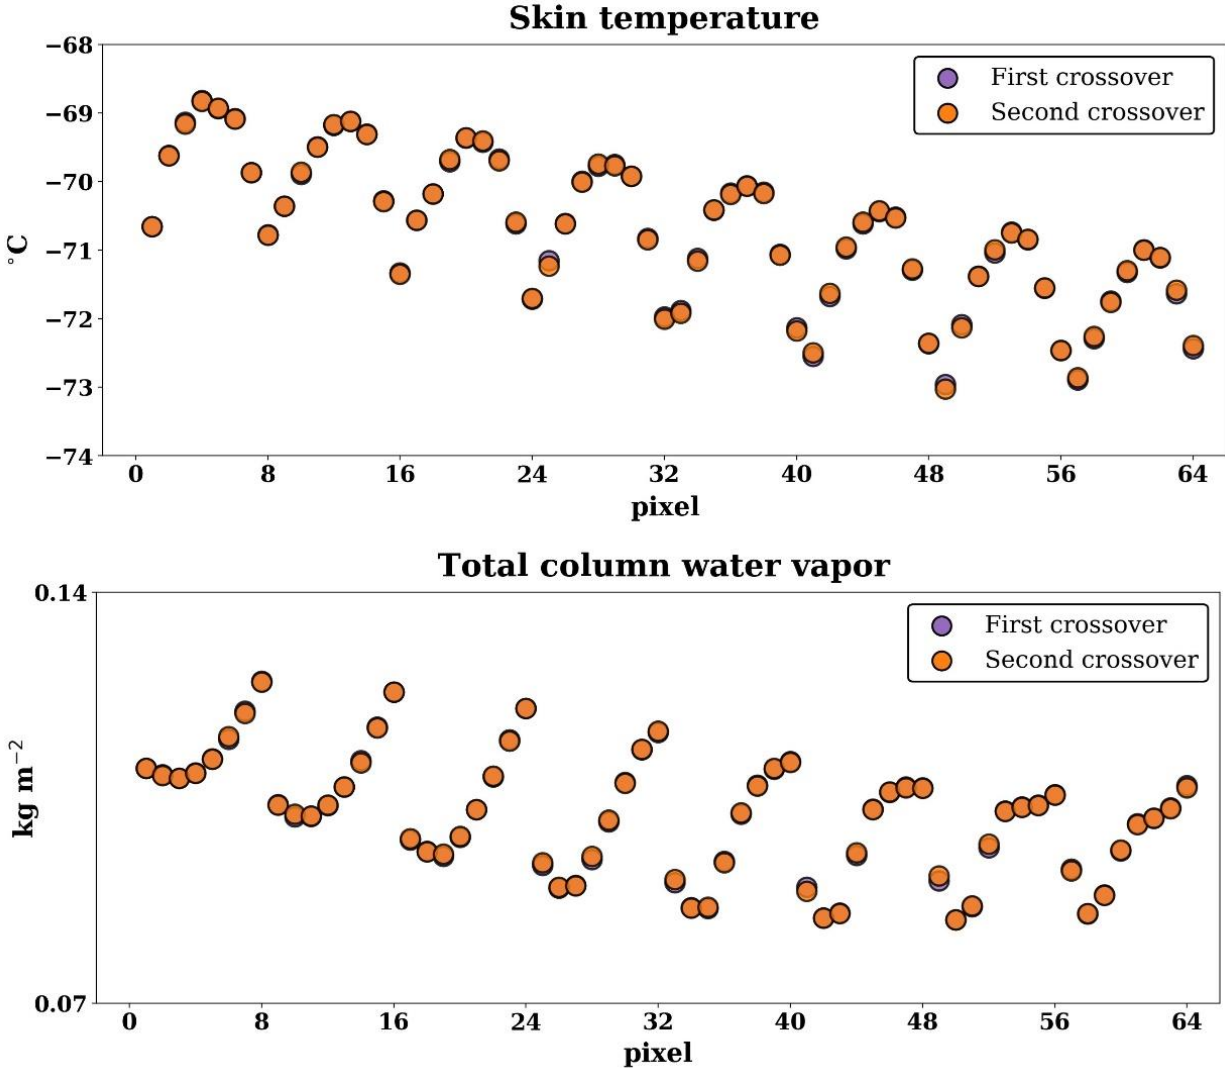 Skin temperature
−68
−69
−70
−71
−72
−73
−74
°C
First crossover
Second crossover
0 8 16 24 32 40 48 56 64
pixel
Total column water vapor
0.14
0.07
kg m⁻²
First crossover
Second crossover
0 8 16 24 32 40 48 56 64
pixel